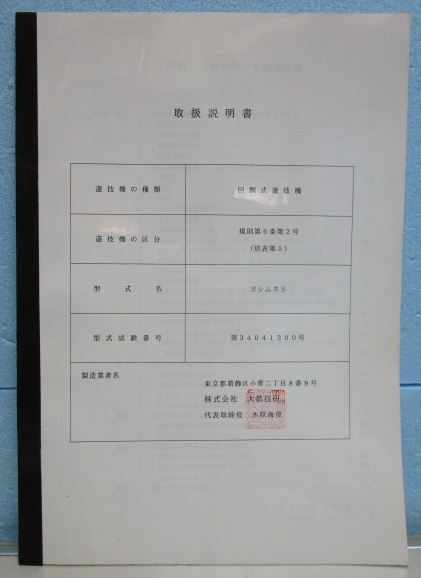 取扱説明書
遊技機の種類
回胴式遊技機
遊技機の区分
規則第6条第2号
(別表第5)
型式名
ヨシムネS
型式試験番号
第34041300号
製造業者名
東京都葛飾区小菅二丁目8番9号
株式会社 大都技研
代表取締役 木原海俊